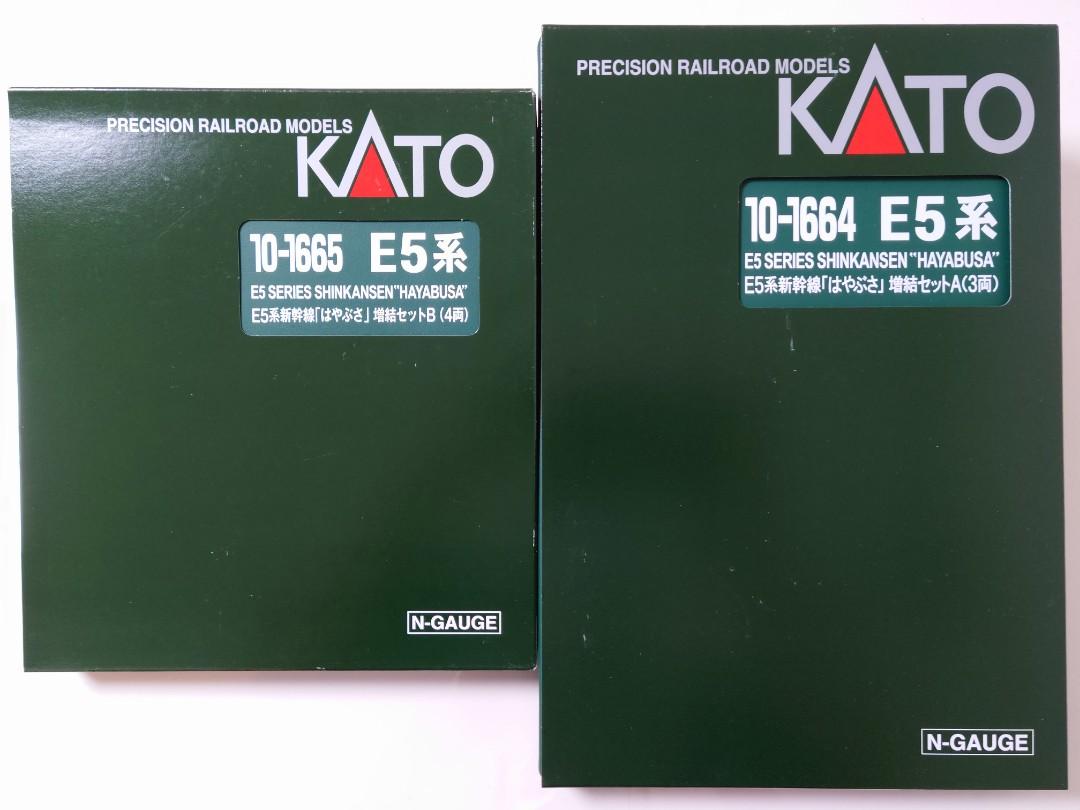 PRECISION RAILROAD MODELS
KATO
10-1665 E5系
E5 SERIES SHINKANSEN "HAYABUSA"
E5系新幹線「はやぶさ」増結セットB(4両)
N-GAUGE
PRECISION RAILROAD MODELS
KATO
10-1664 E5系
E5 SERIES SHINKANSEN "HAYABUSA"
E5系新幹線「はやぶさ」増結セットA(3両)
N-GAUGE